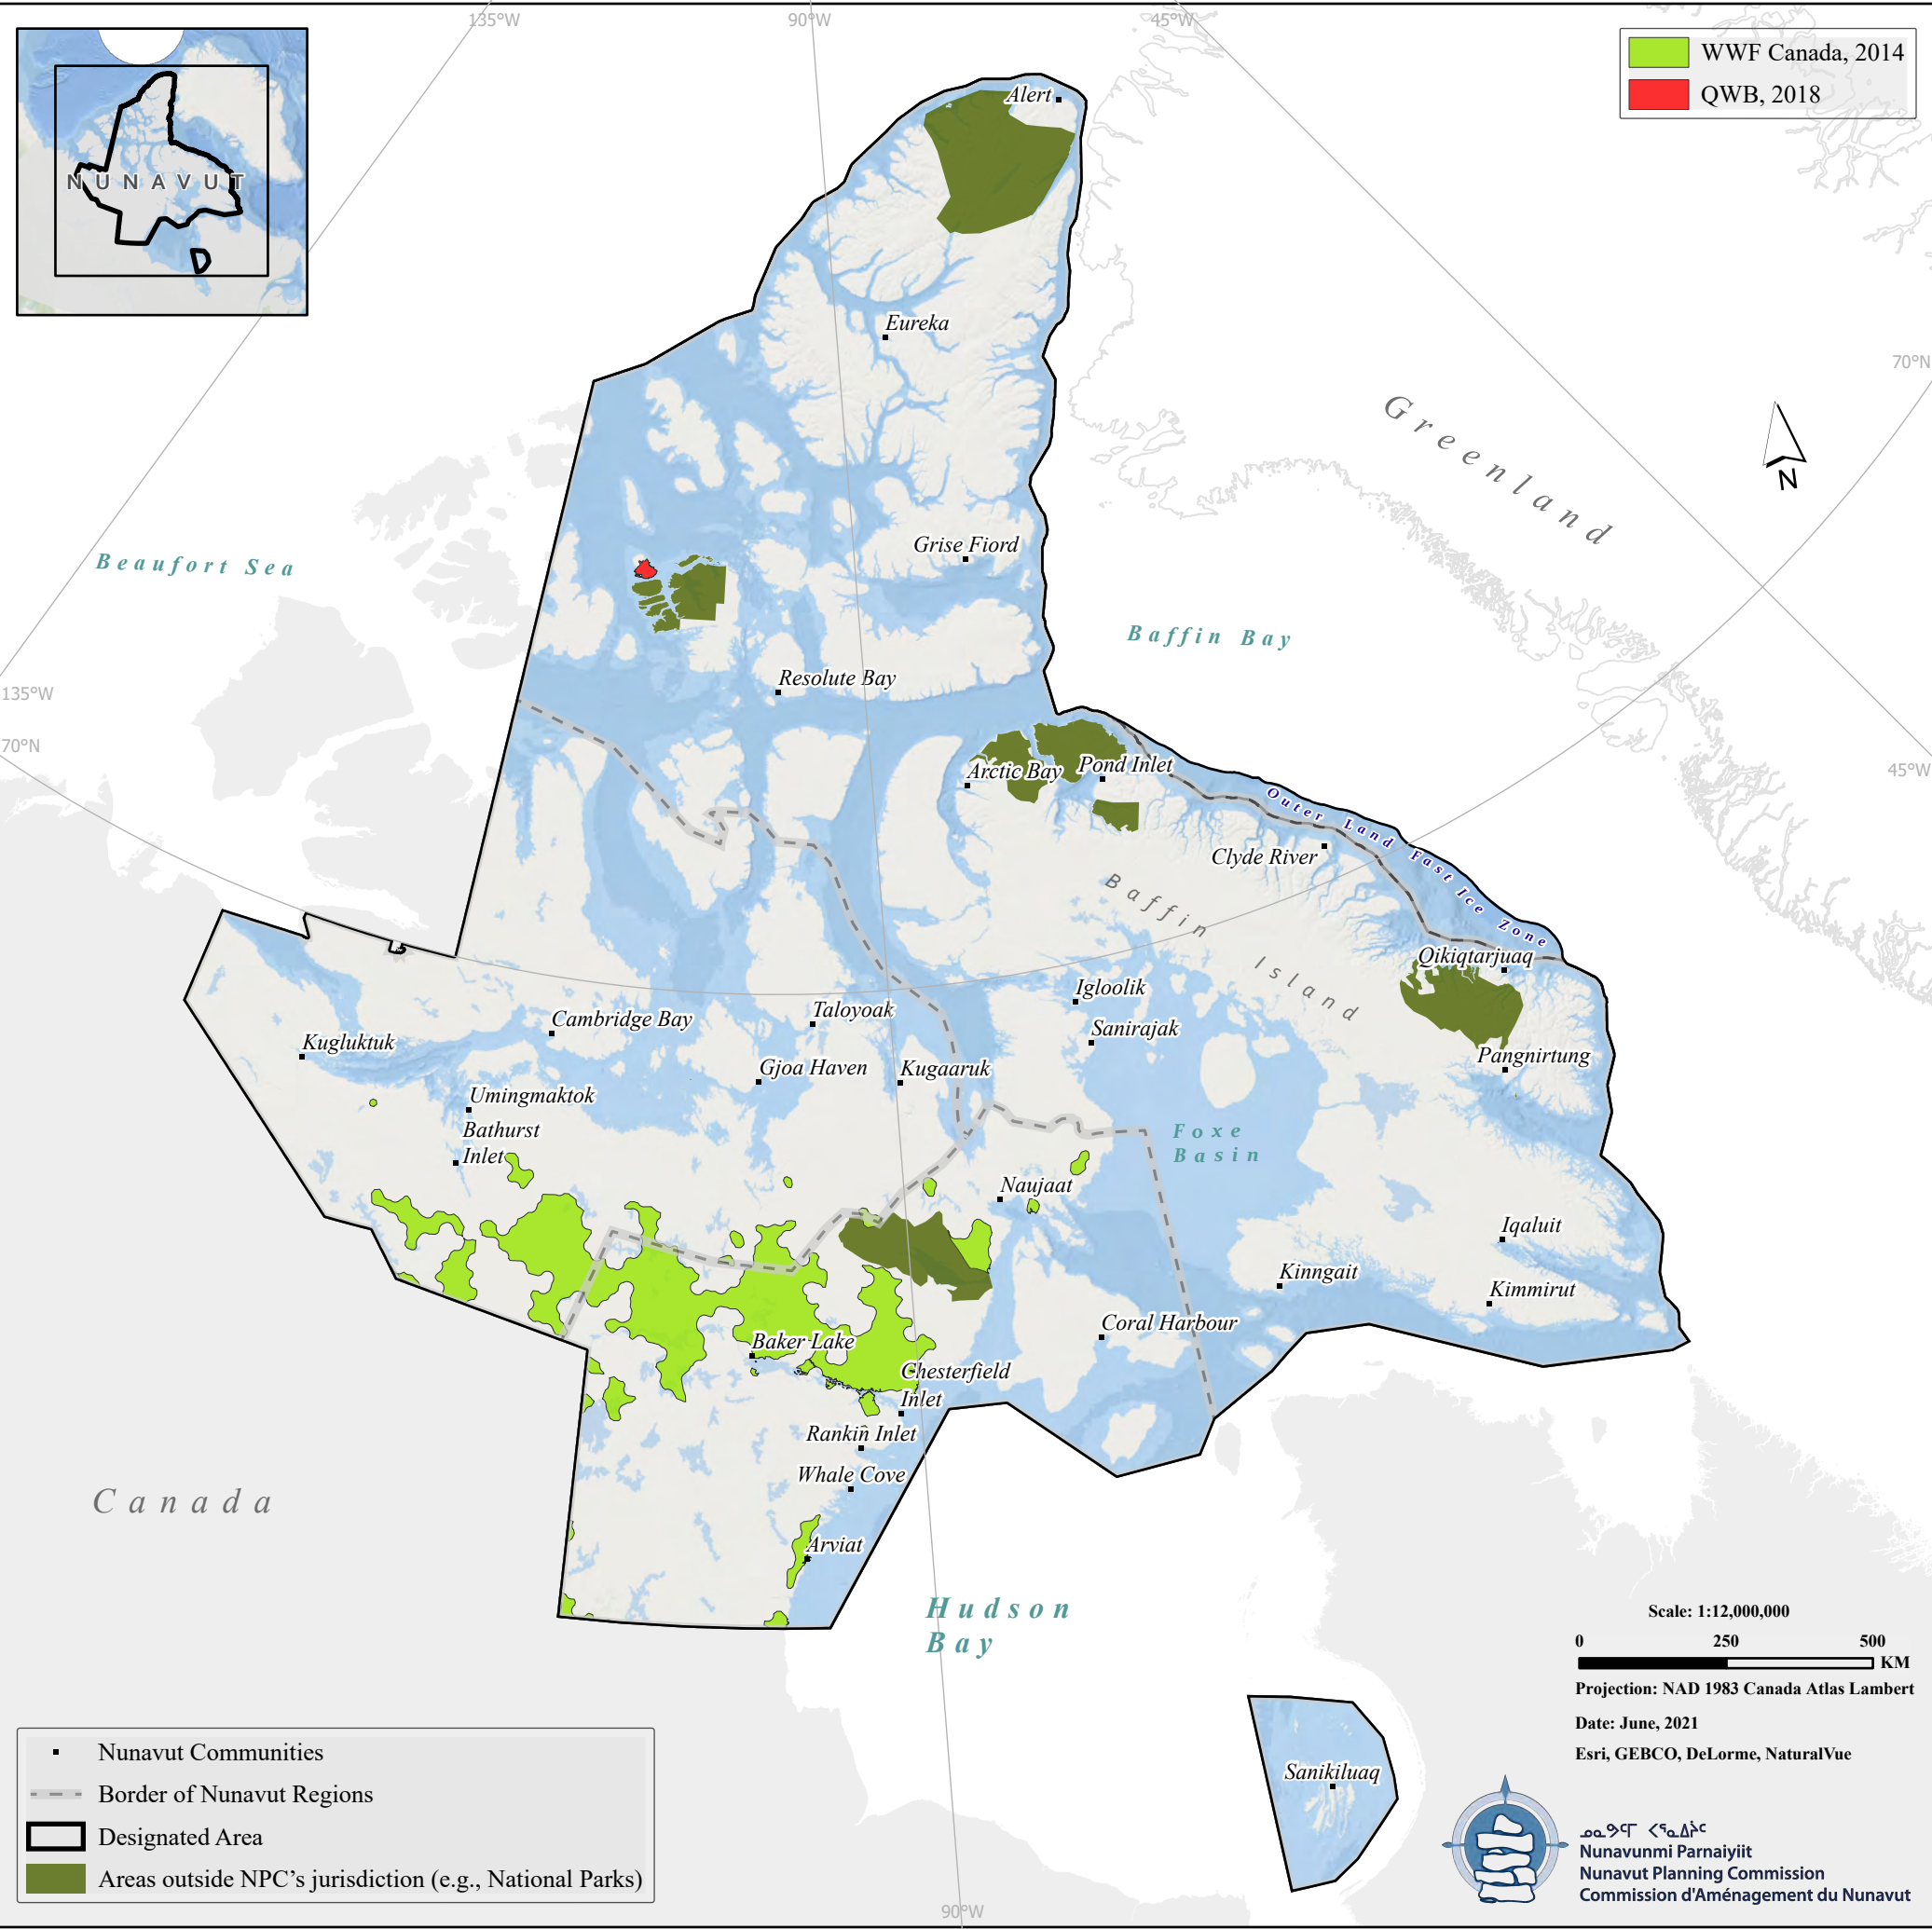 135°W
90°W
45°W
WWF Canada, 2014
QWB, 2018
NUNAVUT
Alert
Eureka
70°N
Greenland
N
Grise Fiord
Beaufort Sea
Baffin Bay
Resolute Bay
135°W
70°N
45°W
Arctic Bay
Pond Inlet
Outer Land Fast Ice Zone
Clyde River
Baffin Island
Qikiqtarjuaq
Igloolik
Taloyoak
Cambridge Bay
Sanirajak
Kugluktuk
Pangnirtung
Gjoa Haven
Kugaaruk
Umingmaktok
Bathurst
Inlet
Foxe
Basin
Naujaat
Iqaluit
Kinngait
Kimmirut
Coral Harbour
Baker Lake
Chesterfield
Inlet
Rankin Inlet
Whale Cove
Canada
Arviat
Hudson
Bay
Scale: 1:12,000,000
0 250 500
KM
Projection: NAD 1983 Canada Atlas Lambert
Date: June, 2021
Esri, GEBCO, DeLorme, NaturalVue
Sanikiluaq
Nunavut Communities
Border of Nunavut Regions
Designated Area
Areas outside NPC's jurisdiction (e.g., National Parks)
ᓄᓇᕗᒻᒥ ᐸᕐᓇᐃᔩᑦ
Nunavunmi Parnaiyiit
Nunavut Planning Commission
Commission d'Aménagement du Nunavut
90°W